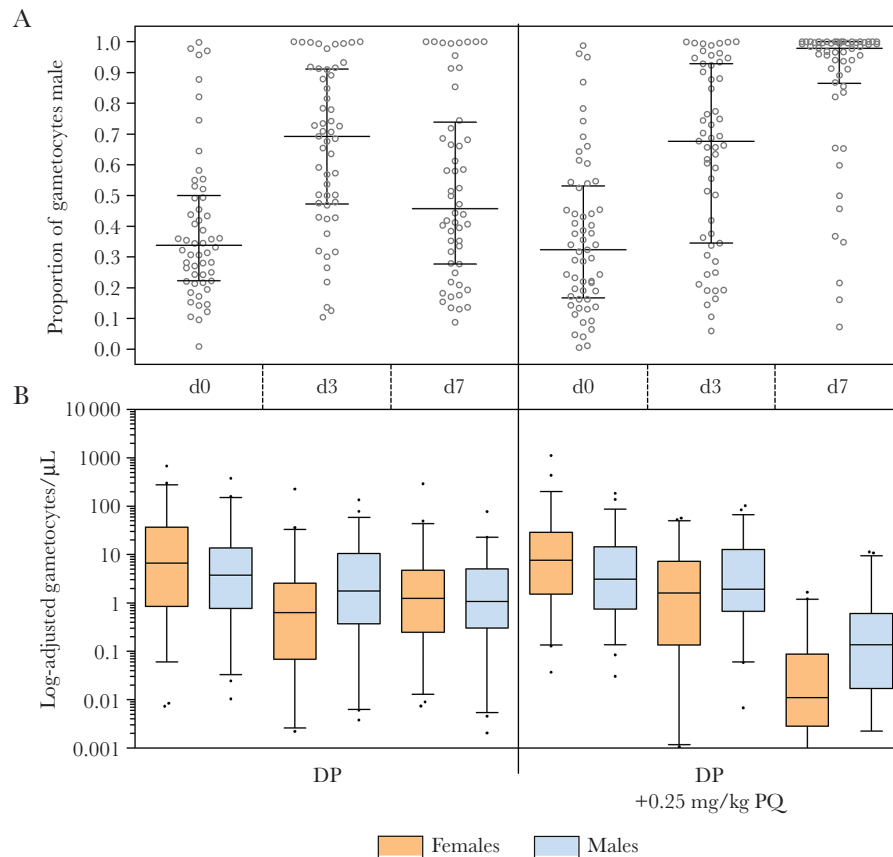 A
Proportion of gametocytes male
1.0
0.9
0.8
0.7
0.6
0.5
0.4
0.3
0.2
0.1
0.0
d0 d3 d7 d0 d3 d7
B
Log-adjusted gametocytes/µL
10 000
1000
100
10
1
0.1
0.01
0.001
DP DP
+0.25 mg/kg PQ
Females Males